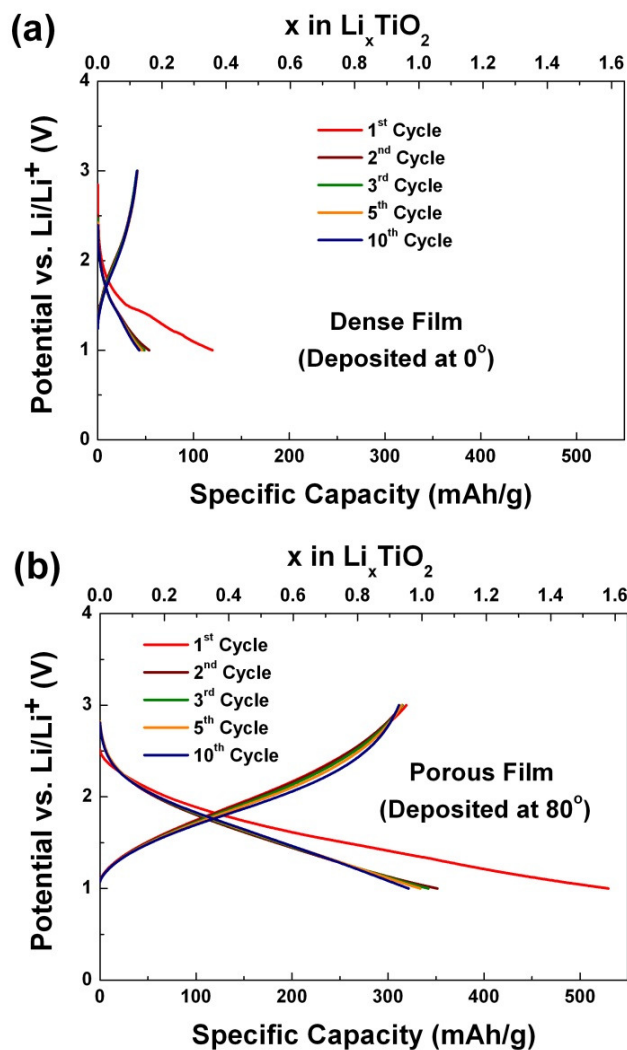 (a)
x in LiₓTiO₂
0.0 0.2 0.4 0.6 0.8 1.0 1.2 1.4 1.6
Potential vs. Li/Li⁺ (V)
4
3
2
1
0
1ˢᵗ Cycle
2ⁿᵈ Cycle
3ʳᵈ Cycle
5ᵗʰ Cycle
10ᵗʰ Cycle
Dense Film
(Deposited at 0°)
0 100 200 300 400 500
Specific Capacity (mAh/g)
(b)
x in LiₓTiO₂
0.0 0.2 0.4 0.6 0.8 1.0 1.2 1.4 1.6
Potential vs. Li/Li⁺ (V)
4
3
2
1
0
1ˢᵗ Cycle
2ⁿᵈ Cycle
3ʳᵈ Cycle
5ᵗʰ Cycle
10ᵗʰ Cycle
Porous Film
(Deposited at 80°)
0 100 200 300 400 500
Specific Capacity (mAh/g)